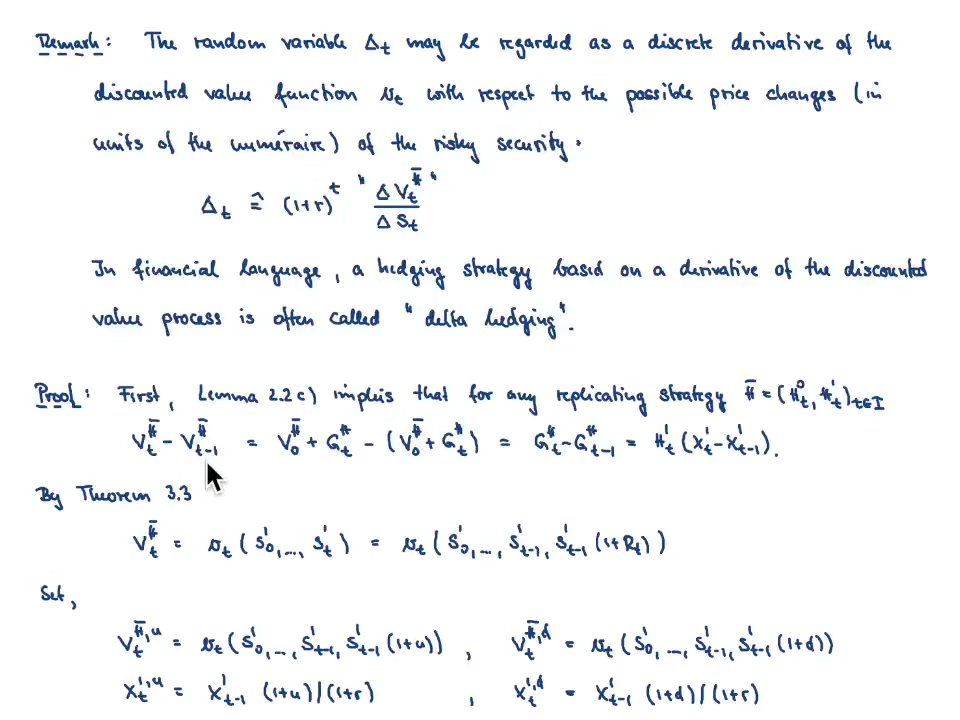 Remark: The random variable Δ_t may be regarded as a discrete derivative of the
discounted value function v_t with respect to the possible price changes (in
units of the numéraire) of the risky security.
Δ_t ≙ (1+r)^t " ΔV_t^H̄ / ΔS_t "
In financial language, a hedging strategy based on a derivative of the discounted
value process is often called "delta hedging".
Proof: First, Lemma 2.2 c) implies that for any replicating strategy H̄ = (H_t^0, H_t^1)_{t∈I}
V_t^H̄ - V_{t-1}^H̄ = V_0^H̄ + G_t^H̄ - (V_0^H̄ + G_t^H̄) = G_t^H̄ - G_{t-1}^H̄ = H_t^1 (X_t^1 - X_{t-1}^1).
By Theorem 3.3
V_t^H̄ = v_t (S_0^1, ..., S_t^1) = v_t (S_0^1, ..., S_{t-1}^1, S_{t-1}^1 (1+R_t))
Set,
V_t^{H̄,u} = v_t (S_0^1, ..., S_{t-1}^1, S_{t-1}^1 (1+u)) , V_t^{H̄,d} = v_t (S_0^1, ..., S_{t-1}^1, S_{t-1}^1 (1+d))
X_t^{1,u} = X_{t-1}^1 (1+u)/(1+r) , X_t^{1,d} = X_{t-1}^1 (1+d)/(1+r)